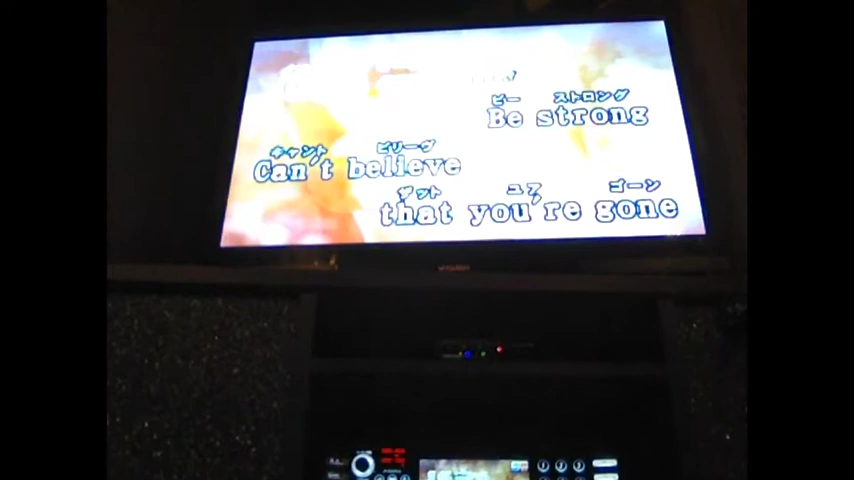 ビー ストロング
Be strong
キャント ビリーヴ
Can't believe
ザット ユア ゴーン
that you're gone